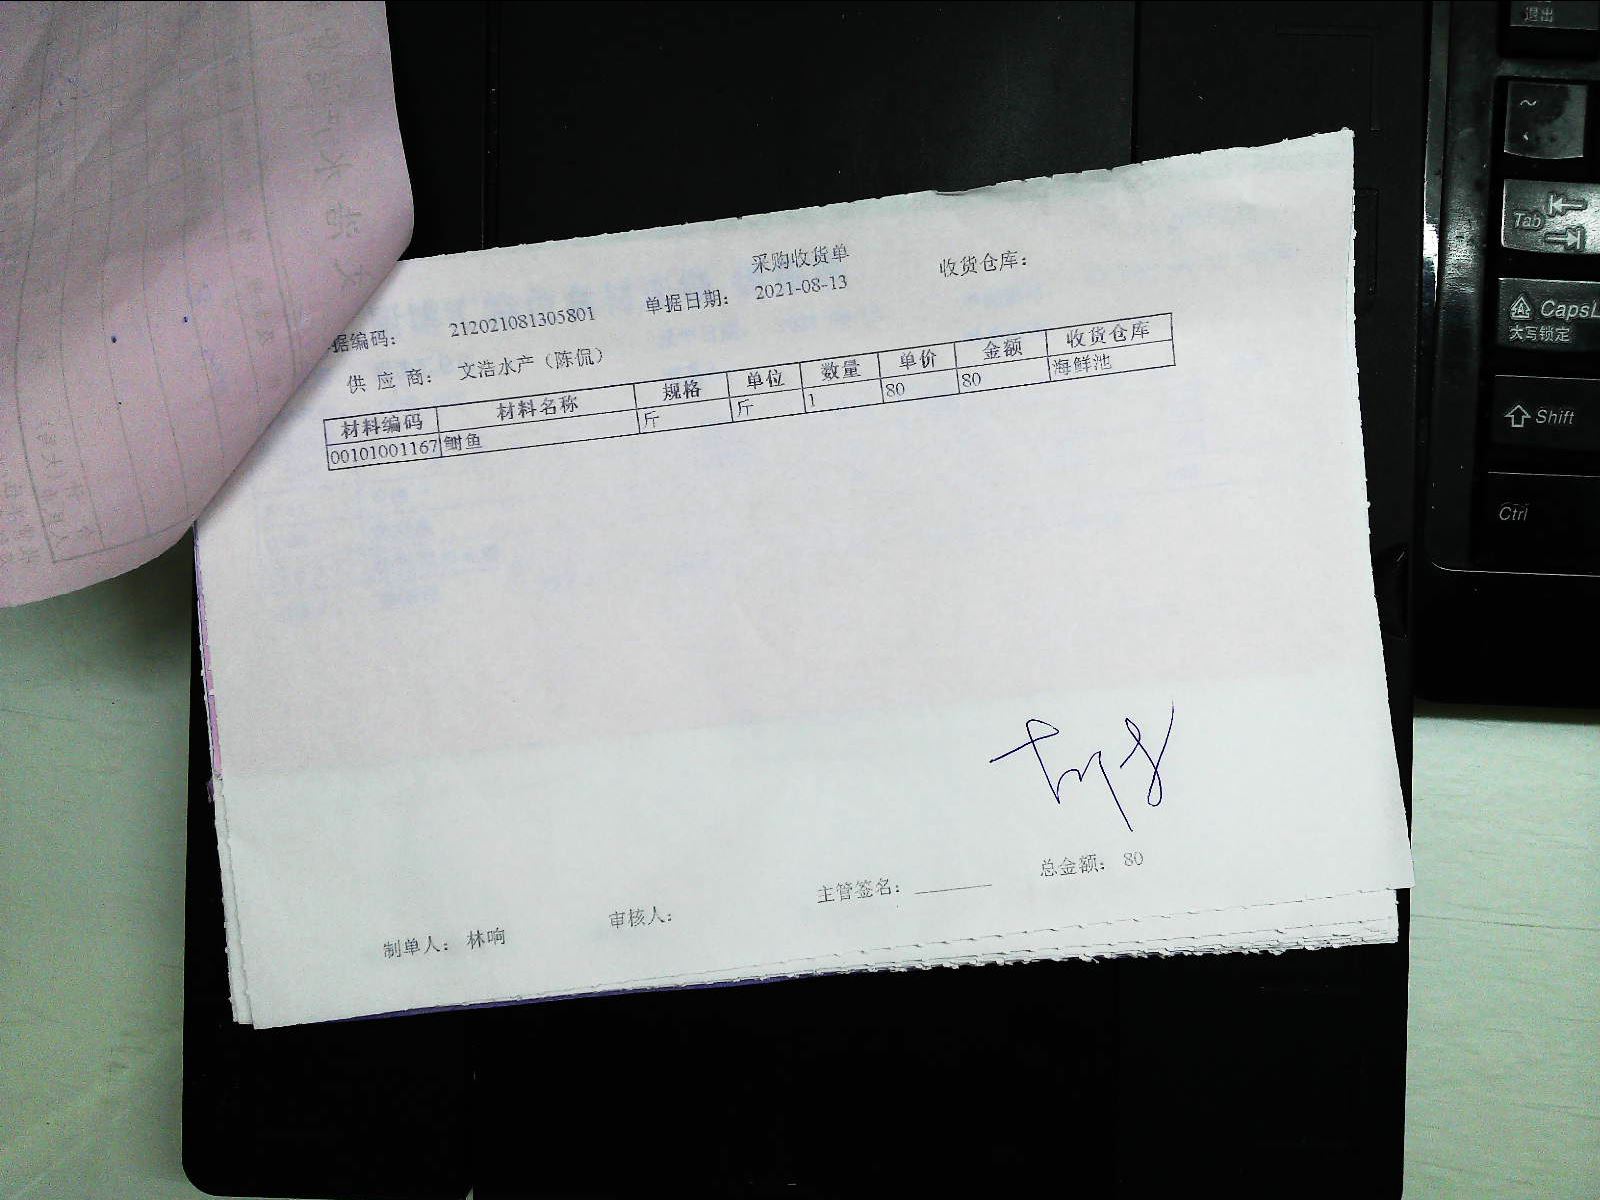 采购收货单
据编码： 212021081305801 单据日期： 2021-08-13 收货仓库：
供 应 商： 文浩水产（陈侃）
材料编码 材料名称 规格 单位 数量 单价 金额 收货仓库
00101001167 鲥鱼 斤 斤 1 80 80 海鲜池
总金额： 80
制单人： 林响 审核人： 主管签名：
退出
~
Tab
CapsL
大写锁定
Shift
Ctrl